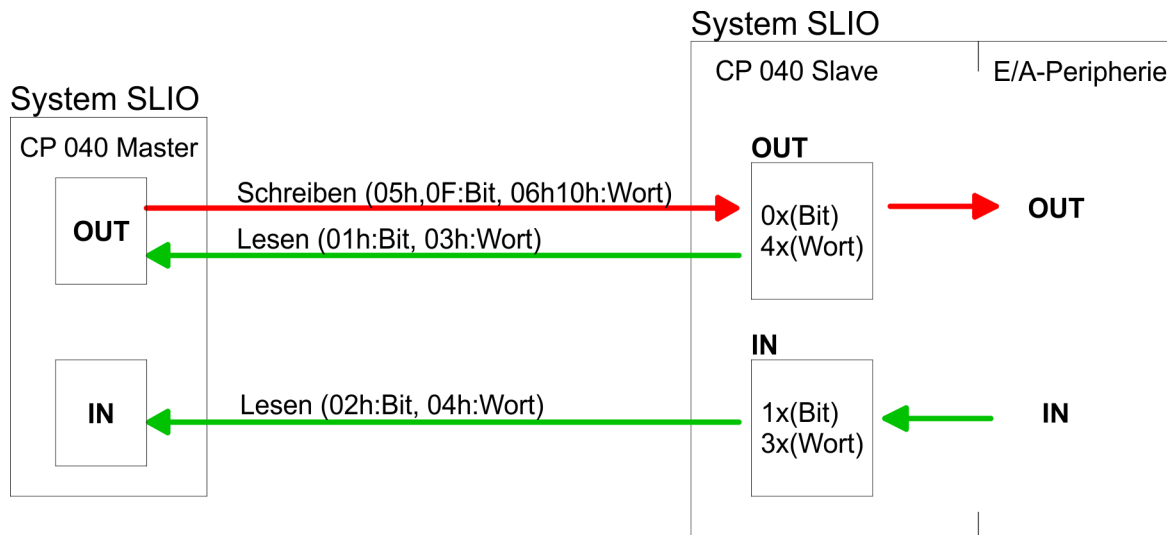 System SLIO
CP 040 Slave
E/A-Peripherie
System SLIO
CP 040 Master
OUT
OUT
Schreiben (05h,0F:Bit, 06h10h:Wort)
Lesen (01h:Bit, 03h:Wort)
0x(Bit)
4x(Wort)
OUT
IN
IN
Lesen (02h:Bit, 04h:Wort)
1x(Bit)
3x(Wort)
IN